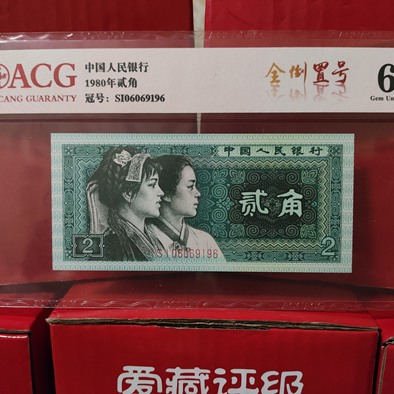 ACG
CANG GUARANTY
中国人民银行
1980年贰角
冠号：SI06069196
全倒置号
6
Gem Un
中国人民银行
贰角
2
2
SI06069196
爱藏评级